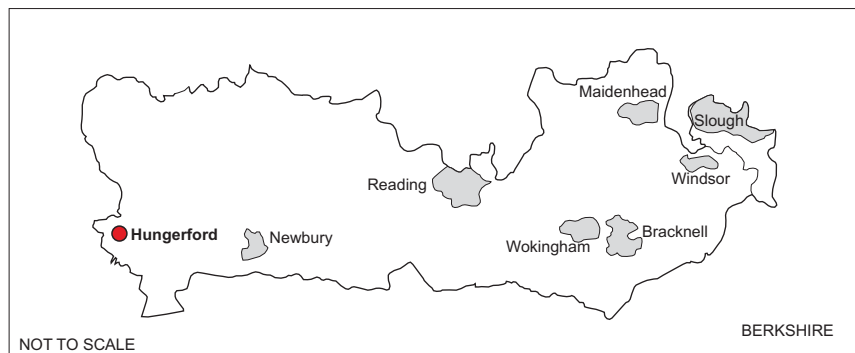 Maidenhead
Slough
Reading
Windsor
Hungerford
Newbury
Wokingham
Bracknell
NOT TO SCALE
BERKSHIRE